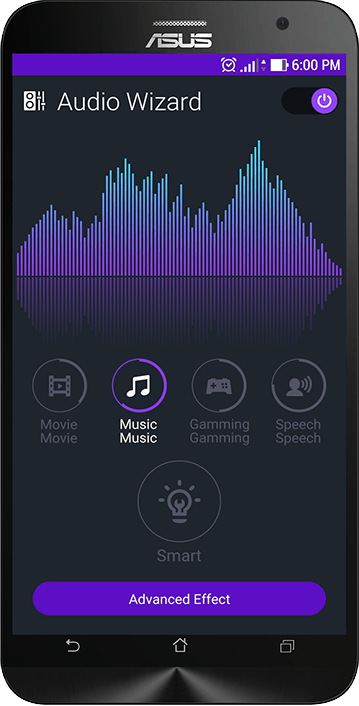 ASUS
6:00 PM
Audio Wizard
Movie Music Gamming Speech
Movie Music Gamming Speech
Smart
Advanced Effect